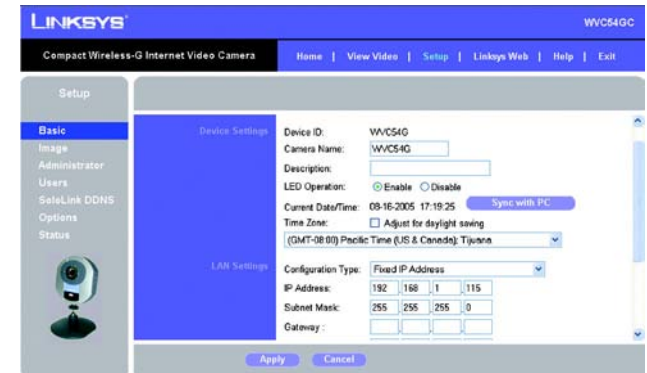 LINKSYS
WVC54GC
Compact Wireless-G Internet Video Camera
Home | View Video | Setup | Linksys Web | Help | Exit
Setup
Basic
Image
Administrator
Users
SoloLink DDNS
Options
Status
Device Settings
Device ID: WVC54G
Camera Name: WVC54G
Description:
LED Operation: Enable Disable
Current Date/Time: 08-16-2005 17:19:25 Sync with PC
Time Zone: Adjust for daylight saving
(GMT-08:00) Pacific Time (US & Canada); Tijuana
LAN Settings
Configuration Type: Fixed IP Address
IP Address: 192 .168 .1 .115
Subnet Mask: 255 .255 .255 .0
Gateway : . . .
Apply Cancel